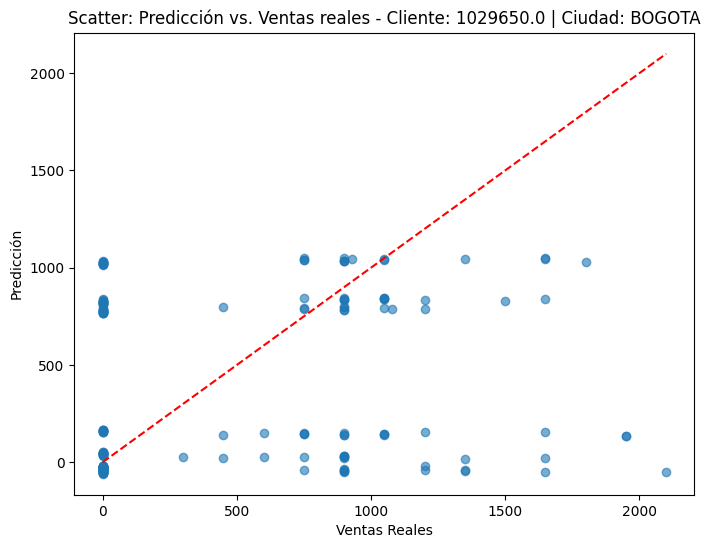 Scatter: Predicción vs. Ventas reales - Cliente: 1029650.0 | Ciudad: BOGOTA
2000
1500
1000
500
0
Predicción
0 500 1000 1500 2000
Ventas Reales